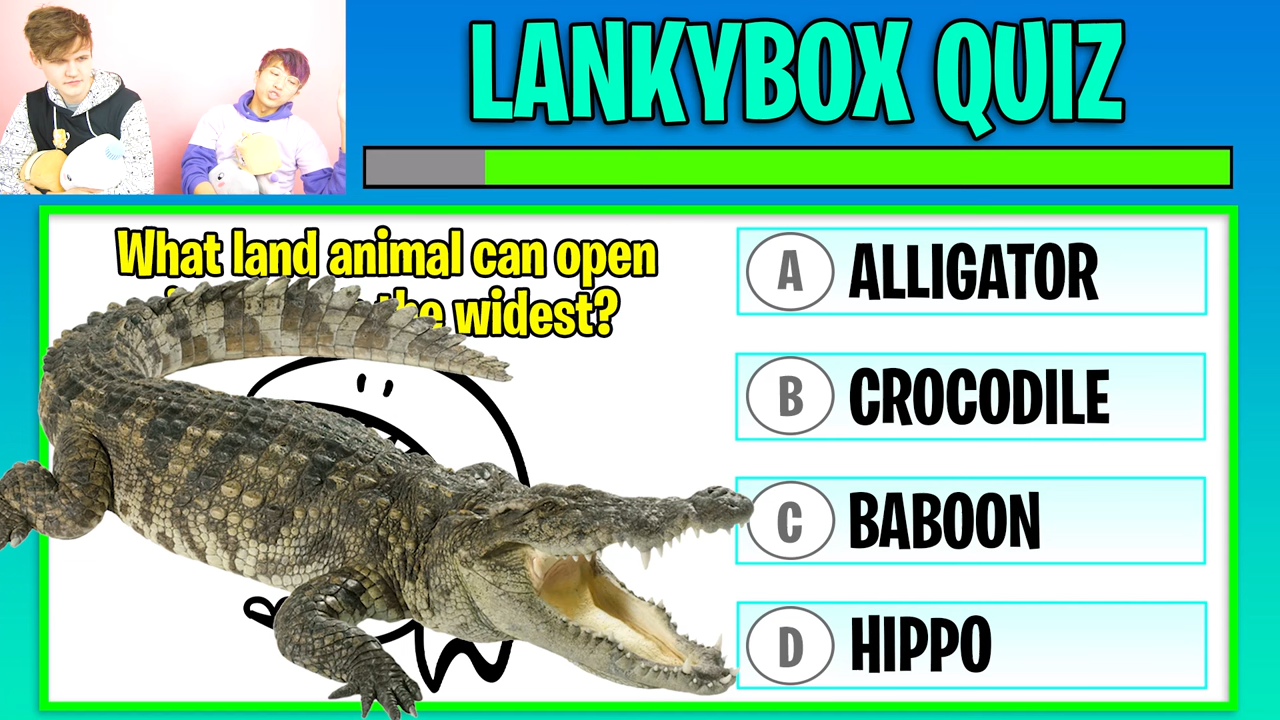 LANKYBOX QUIZ
What land animal can open
the widest?
A ALLIGATOR
B CROCODILE
C BABOON
D HIPPO